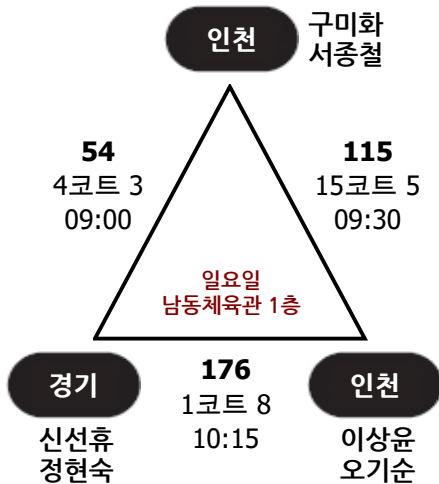 인천
구미화
서종철
54
4코트 3
09:00
115
15코트 5
09:30
일요일
남동체육관 1층
경기
신선휴
정현숙
176
1코트 8
10:15
인천
이상윤
오기순